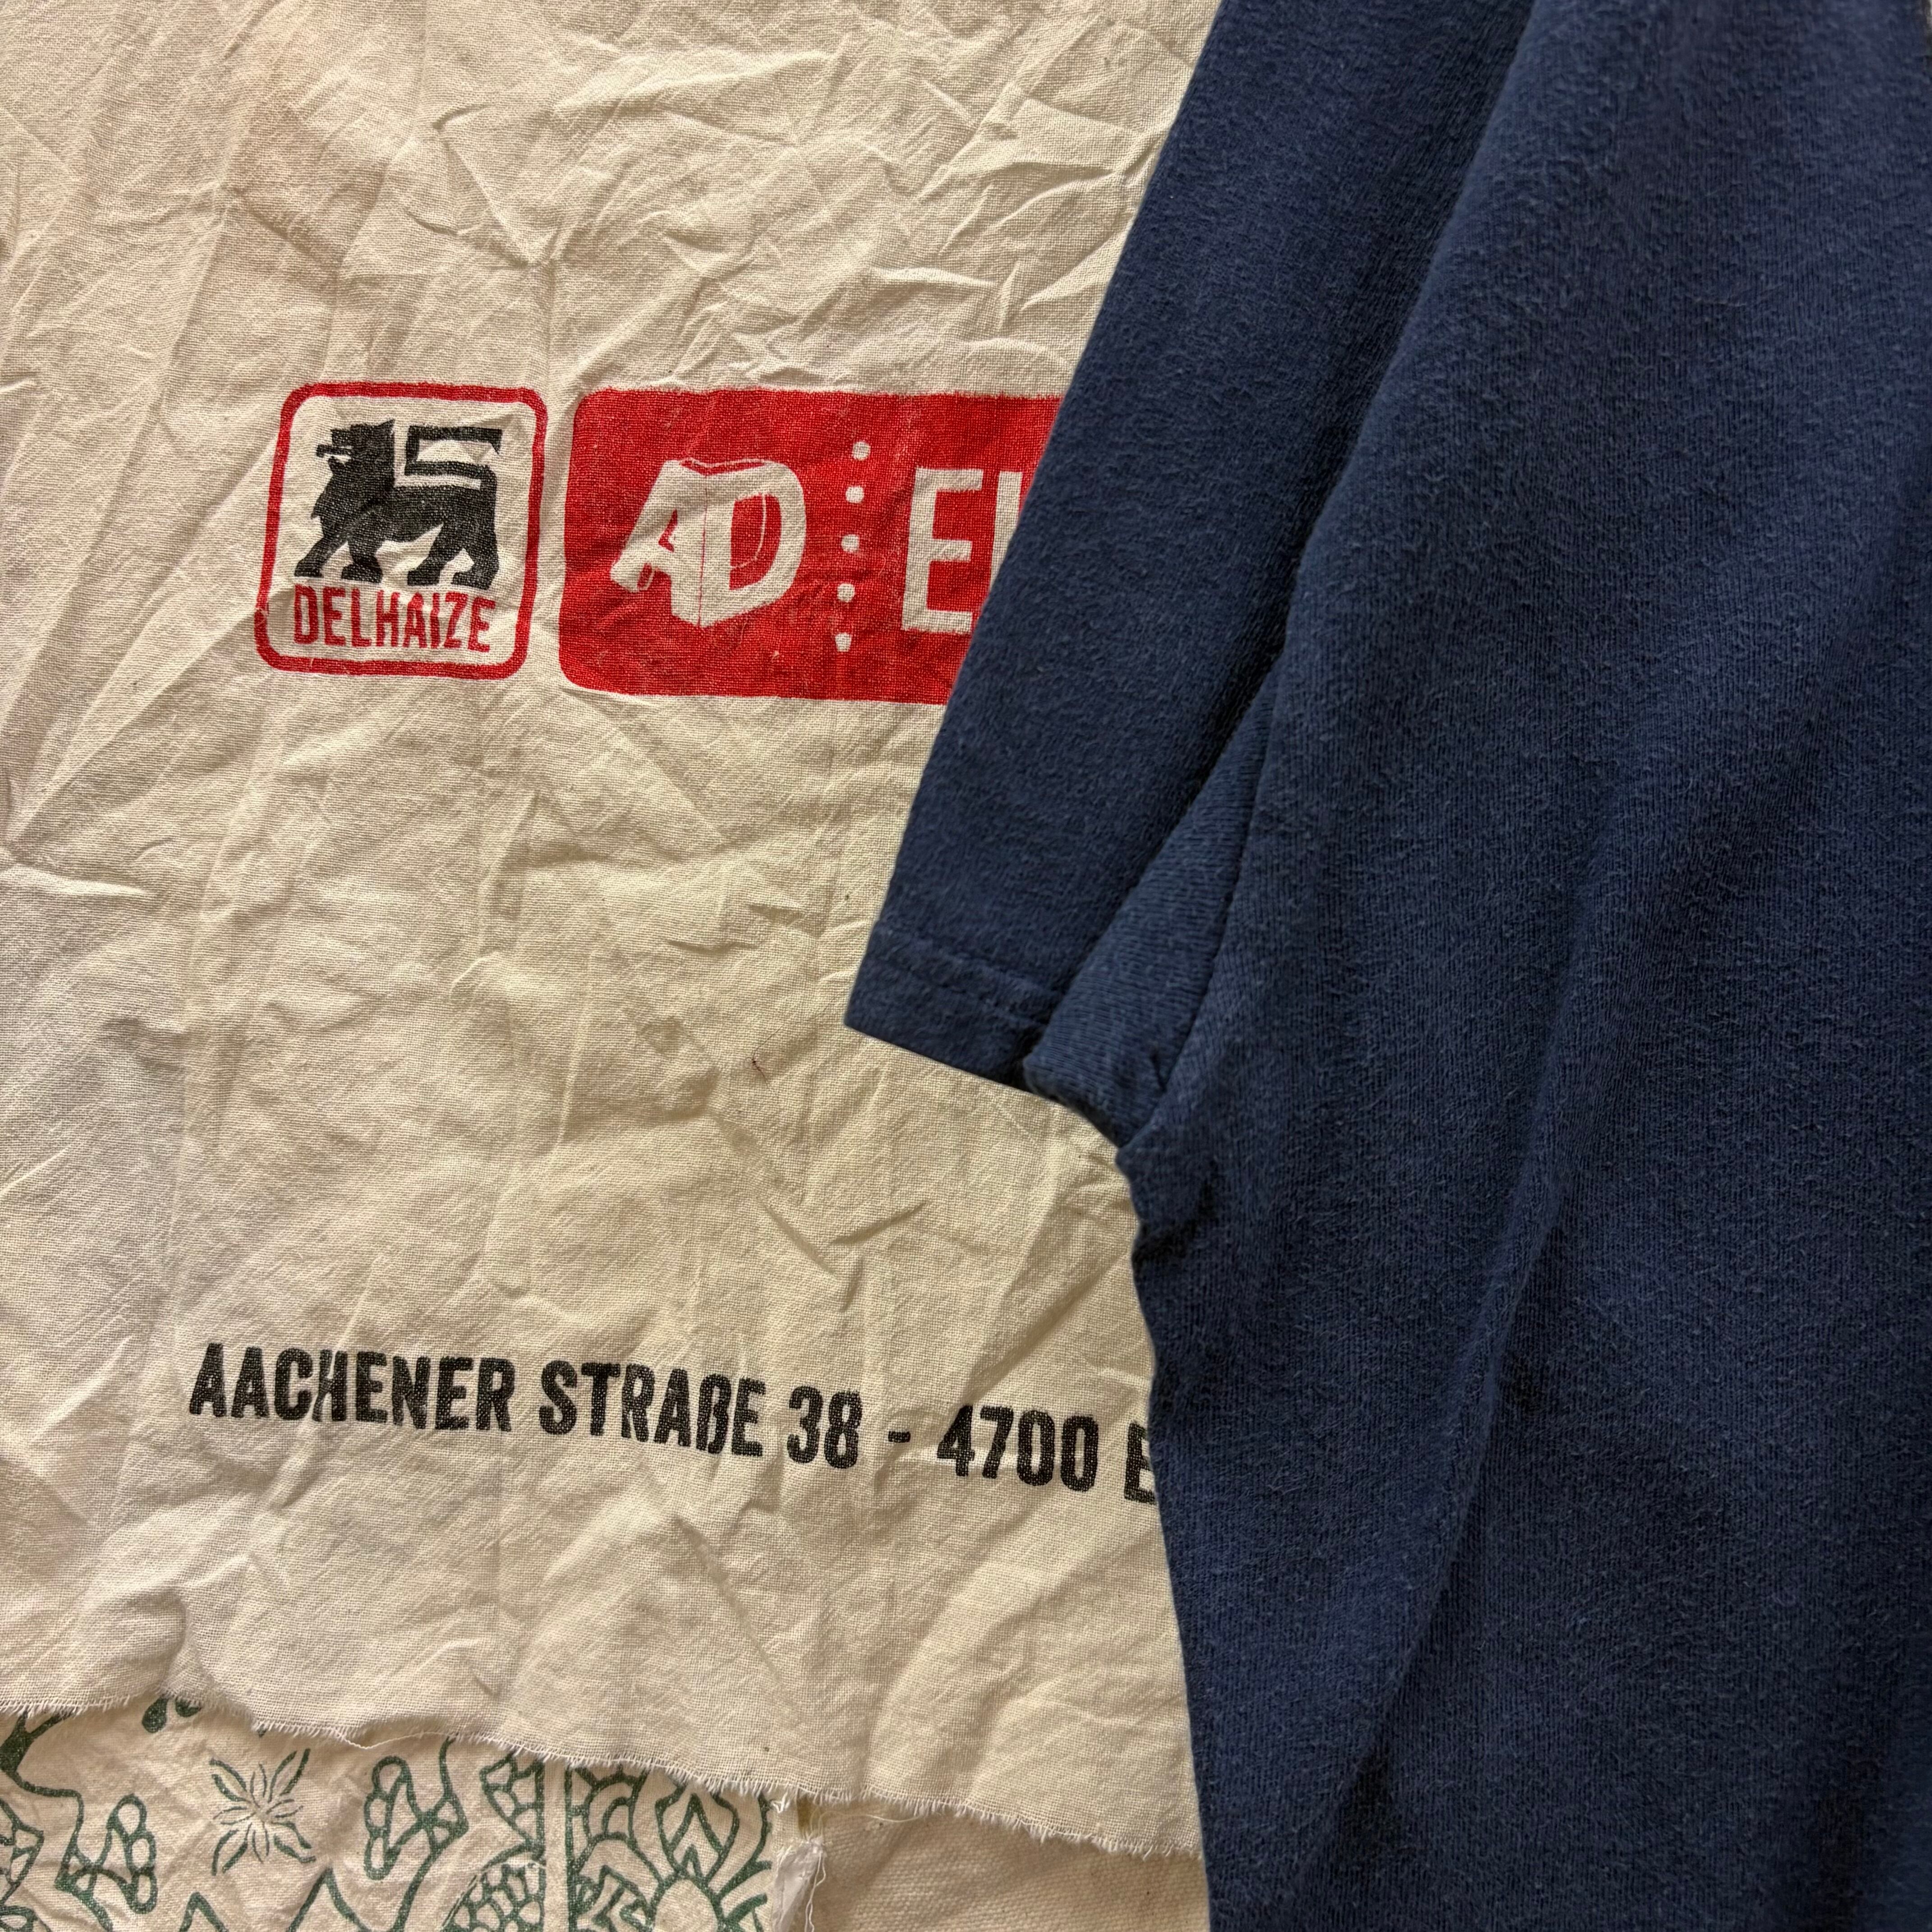 DELHAIZE
AD
AACHENER STRAßE 38 - 4700